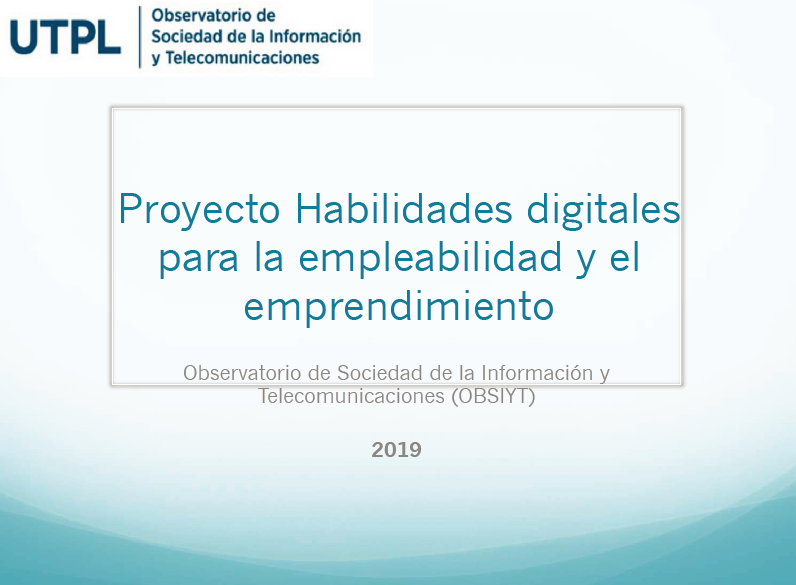 UTPL
Observatorio de
Sociedad de la Información
y Telecomunicaciones
Proyecto Habilidades digitales
para la empleabilidad y el
emprendimiento
Observatorio de Sociedad de la Información y
Telecomunicaciones (OBSIYT)
2019